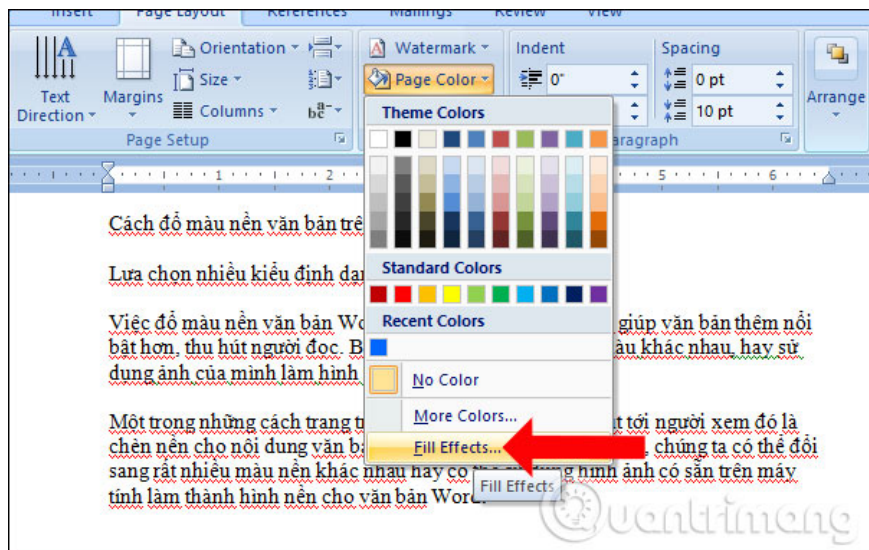 Insert Page Layout References Mailings Review View
Orientation Watermark Indent Spacing
Size Page Color 0" 0 pt
Text Direction Margins Columns 10 pt Arrange
Page Setup
1 2 5 6
Theme Colors
Standard Colors
Recent Colors
No Color
More Colors...
Fill Effects...
Fill Effects
Cách đổ màu nền văn bản
Lựa chọn nhiều kiểu định
Việc đổ màu nền văn bản giúp văn bản thêm nổi
bật hơn, thu hút người đọc. khác nhau, hay sử
dụng ảnh của mình làm hình
Một trong những cách trang tới người xem đó là
chèn nền cho nội dung văn chúng ta có thể đổi
sang rất nhiều màu nền khác nhau hay có hình ảnh có sẵn trên máy
tính làm thành hình nền cho văn bản Word.
Quantrimang